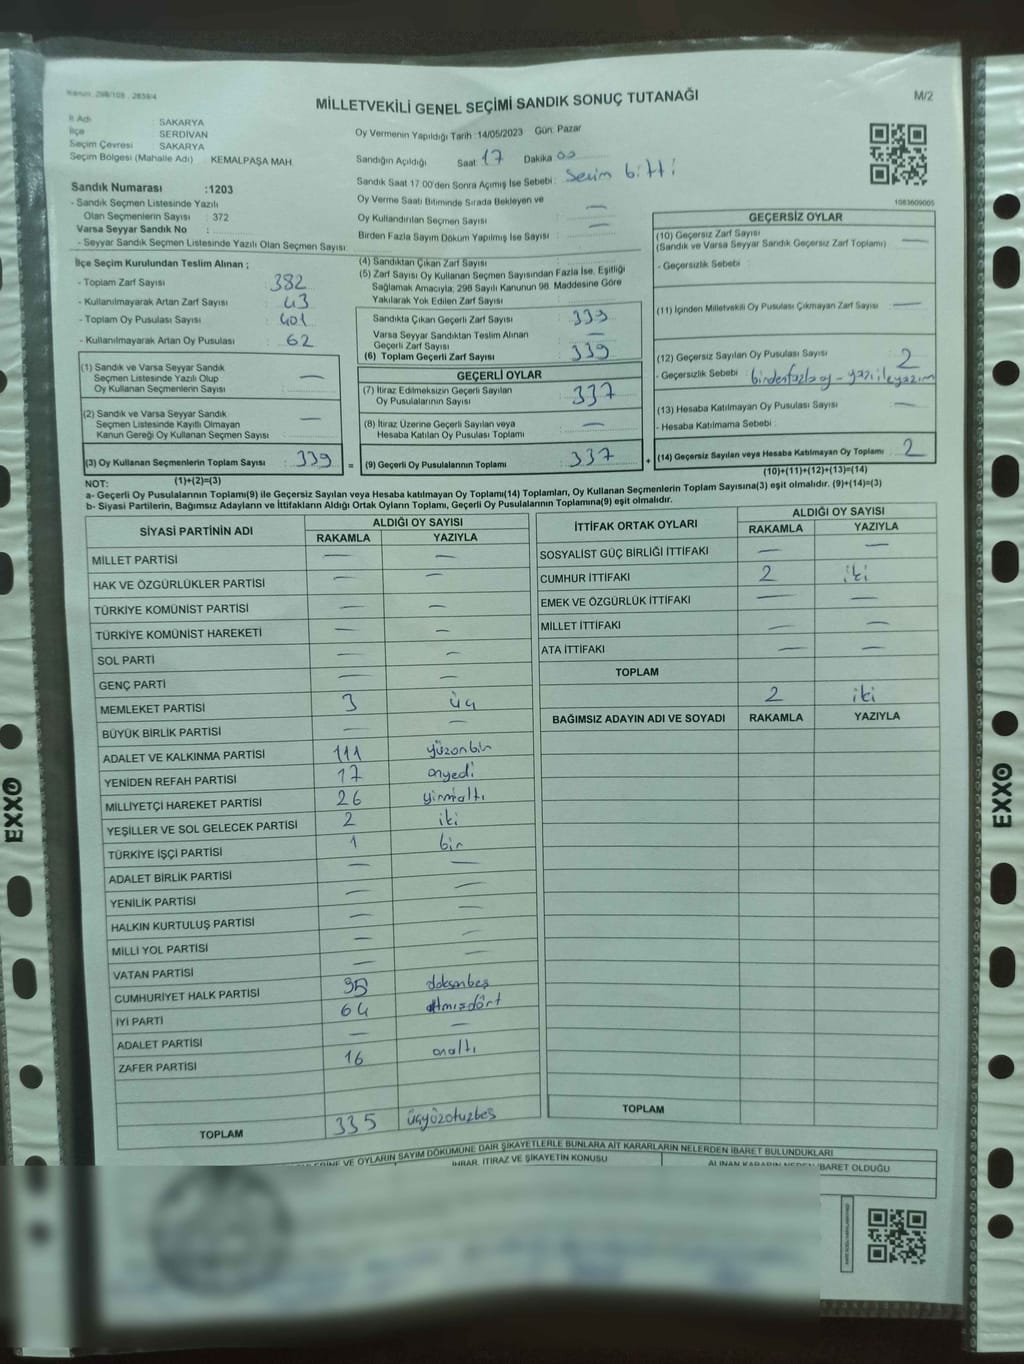 MİLLETVEKİLİ GENEL SEÇİMİ SANDIK SONUÇ TUTANAĞI
M/2
İl Adı : SAKARYA
İlçe : SERDİVAN
Seçim Çevresi : SAKARYA
Seçim Bölgesi (Mahalle Adı) : KEMALPAŞA MAH.
Oy Vermenin Yapıldığı Tarih :14/05/2023 Gün: Pazar
Sandığın Açıldığı Saat 17 Dakika 00
Sandık Saat 17.00'den Sonra Açılmış İse Sebebi : Seçim bitti
Oy Verme Saati Bitiminde Sırada Bekleyen ve
Oy Kullandırılan Seçmen Sayısı : —
Birden Fazla Sayım Döküm Yapılmış İse Sayısı : —
Sandık Numarası :1203
- Sandık Seçmen Listesinde Yazılı
Olan Seçmenlerin Sayısı : 372
Varsa Seyyar Sandık No :
- Seyyar Sandık Seçmen Listesinde Yazılı Olan Seçmen Sayısı:
1083609005
İlçe Seçim Kurulundan Teslim Alınan ;
- Toplam Zarf Sayısı : 382
- Kullanılmayarak Artan Zarf Sayısı : 43
- Toplam Oy Pusulası Sayısı : 401
- Kullanılmayarak Artan Oy Pusulası : 62
(1) Sandık ve Varsa Seyyar Sandık
Seçmen Listesinde Yazılı Olup
Oy Kullanan Seçmenlerin Sayısı : —
(2) Sandık ve Varsa Seyyar Sandık
Seçmen Listesinde Kayıtlı Olmayan
Kanun Gereği Oy Kullanan Seçmen Sayısı : —
(3) Oy Kullanan Seçmenlerin Toplam Sayısı : 339
(1)+(2)=(3)
(4) Sandıktan Çıkan Zarf Sayısı :
(5) Zarf Sayısı Oy Kullanan Seçmen Sayısından Fazla İse, Eşitliği
Sağlamak Amacıyla; 298 Sayılı Kanunun 98. Maddesine Göre
Yakılarak Yok Edilen Zarf Sayısı :
Sandıkta Çıkan Geçerli Zarf Sayısı : 339
Varsa Seyyar Sandıktan Teslim Alınan
Geçerli Zarf Sayısı : —
(6) Toplam Geçerli Zarf Sayısı : 339
GEÇERLİ OYLAR
(7) İtiraz Edilmeksizin Geçerli Sayılan
Oy Pusulalarının Sayısı : 337
(8) İtiraz Üzerine Geçerli Sayılan veya
Hesaba Katılan Oy Pusulası Toplamı : —
= (9) Geçerli Oy Pusulalarının Toplamı : 337
GEÇERSİZ OYLAR
(10) Geçersiz Zarf Sayısı
(Sandık ve Varsa Seyyar Sandık Geçersiz Zarf Toplamı) : —
- Geçersizlik Sebebi :
(11) İçinden Milletvekili Oy Pusulası Çıkmayan Zarf Sayısı : —
(12) Geçersiz Sayılan Oy Pusulası Sayısı : 2
- Geçersizlik Sebebi : birden fazla oy - yazı ile yazım
(13) Hesaba Katılmayan Oy Pusulası Sayısı : —
- Hesaba Katılmama Sebebi :
+ (14) Geçersiz Sayılan veya Hesaba Katılmayan Oy Toplamı : 2
(10)+(11)+(12)+(13)=(14)
NOT:
a- Geçerli Oy Pusulalarının Toplamı(9) ile Geçersiz Sayılan veya Hesaba katılmayan Oy Toplamı(14) Toplamları, Oy Kullanan Seçmenlerin Toplam Sayısına(3) eşit olmalıdır. (9)+(14)=(3)
b- Siyasi Partilerin, Bağımsız Adayların ve İttifakların Aldığı Ortak Oyların Toplamı, Geçerli Oy Pusulalarının Toplamına(9) eşit olmalıdır.
SİYASİ PARTİNİN ADI ALDIĞI OY SAYISI
RAKAMLA YAZIYLA
MİLLET PARTİSİ — —
HAK VE ÖZGÜRLÜKLER PARTİSİ — —
TÜRKİYE KOMÜNİST PARTİSİ — —
TÜRKİYE KOMÜNİST HAREKETİ — —
SOL PARTİ — —
GENÇ PARTİ — —
MEMLEKET PARTİSİ 3 üç
BÜYÜK BİRLİK PARTİSİ — —
ADALET VE KALKINMA PARTİSİ 111 yüzonbir
YENİDEN REFAH PARTİSİ 17 onyedi
MİLLİYETÇİ HAREKET PARTİSİ 26 yirmialtı
YEŞİLLER VE SOL GELECEK PARTİSİ 2 iki
TÜRKİYE İŞÇİ PARTİSİ 1 bir
ADALET BİRLİK PARTİSİ — —
YENİLİK PARTİSİ — —
HALKIN KURTULUŞ PARTİSİ — —
MİLLİ YOL PARTİSİ — —
VATAN PARTİSİ — —
CUMHURİYET HALK PARTİSİ 95 doksanbeş
İYİ PARTİ 64 altmışdört
ADALET PARTİSİ — —
ZAFER PARTİSİ 16 onaltı
TOPLAM 335 üçyüzotuzbeş
İTTİFAK ORTAK OYLARI ALDIĞI OY SAYISI
RAKAMLA YAZIYLA
SOSYALİST GÜÇ BİRLİĞİ İTTİFAKI — —
CUMHUR İTTİFAKI 2 iki
EMEK VE ÖZGÜRLÜK İTTİFAKI — —
MİLLET İTTİFAKI — —
ATA İTTİFAKI — —
TOPLAM
2 iki
BAĞIMSIZ ADAYIN ADI VE SOYADI RAKAMLA YAZIYLA
TOPLAM
VE OYLARIN SAYIM DÖKÜMÜNE DAİR ŞİKAYETLERLE BUNLARA AİT KARARLARIN NELERDEN İBARET BULUNDUKLARI
İHBAR, İTİRAZ VE ŞİKAYETİN KONUSU
ALINAN KARARIN NEDEN İBARET OLDUĞU
EXXO
EXXO